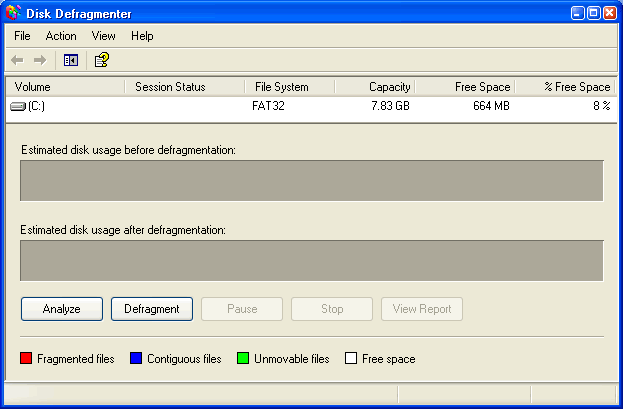 Disk Defragmenter
File Action View Help
Volume Session Status File System Capacity Free Space % Free Space
(C:) FAT32 7.83 GB 664 MB 8 %
Estimated disk usage before defragmentation:
Estimated disk usage after defragmentation:
Analyze Defragment Pause Stop View Report
Fragmented files Contiguous files Unmovable files Free space